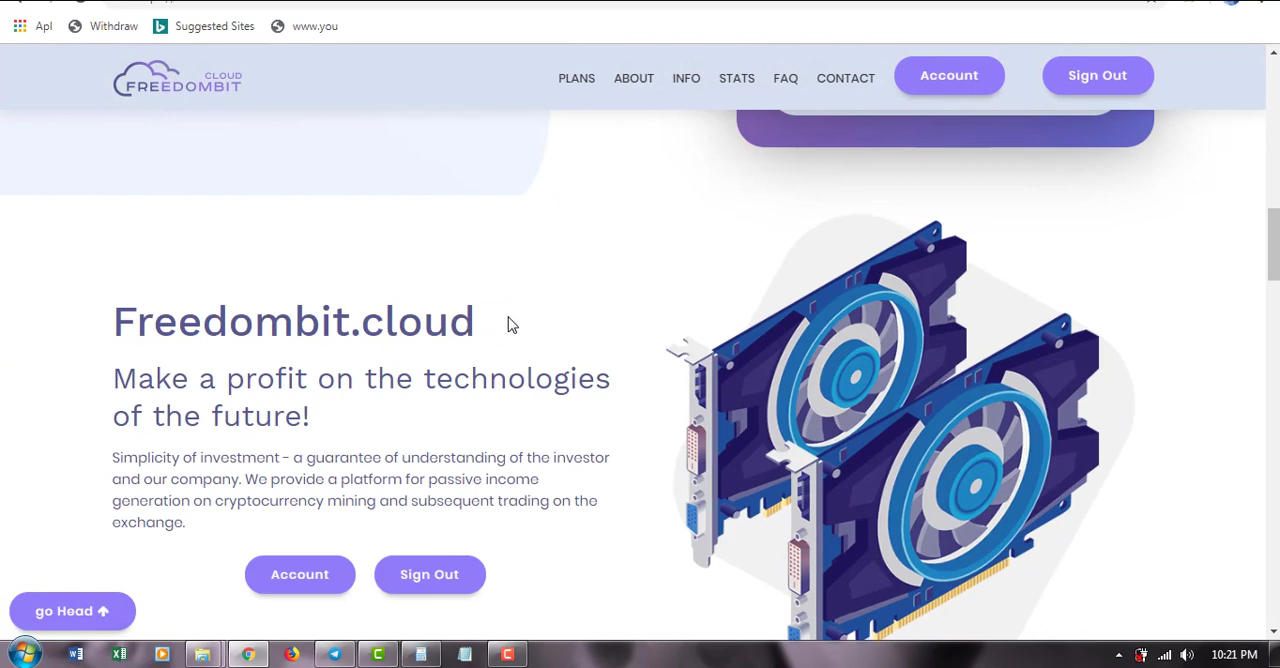 Apl Withdraw Suggested Sites www.you
CLOUD
FREEDOMBIT
PLANS ABOUT INFO STATS FAQ CONTACT Account Sign Out
Freedombit.cloud
Make a profit on the technologies
of the future!
Simplicity of investment - a guarantee of understanding of the investor
and our company. We provide a platform for passive income
generation on cryptocurrency mining and subsequent trading on the
exchange.
Account Sign Out
go Head
10:21 PM